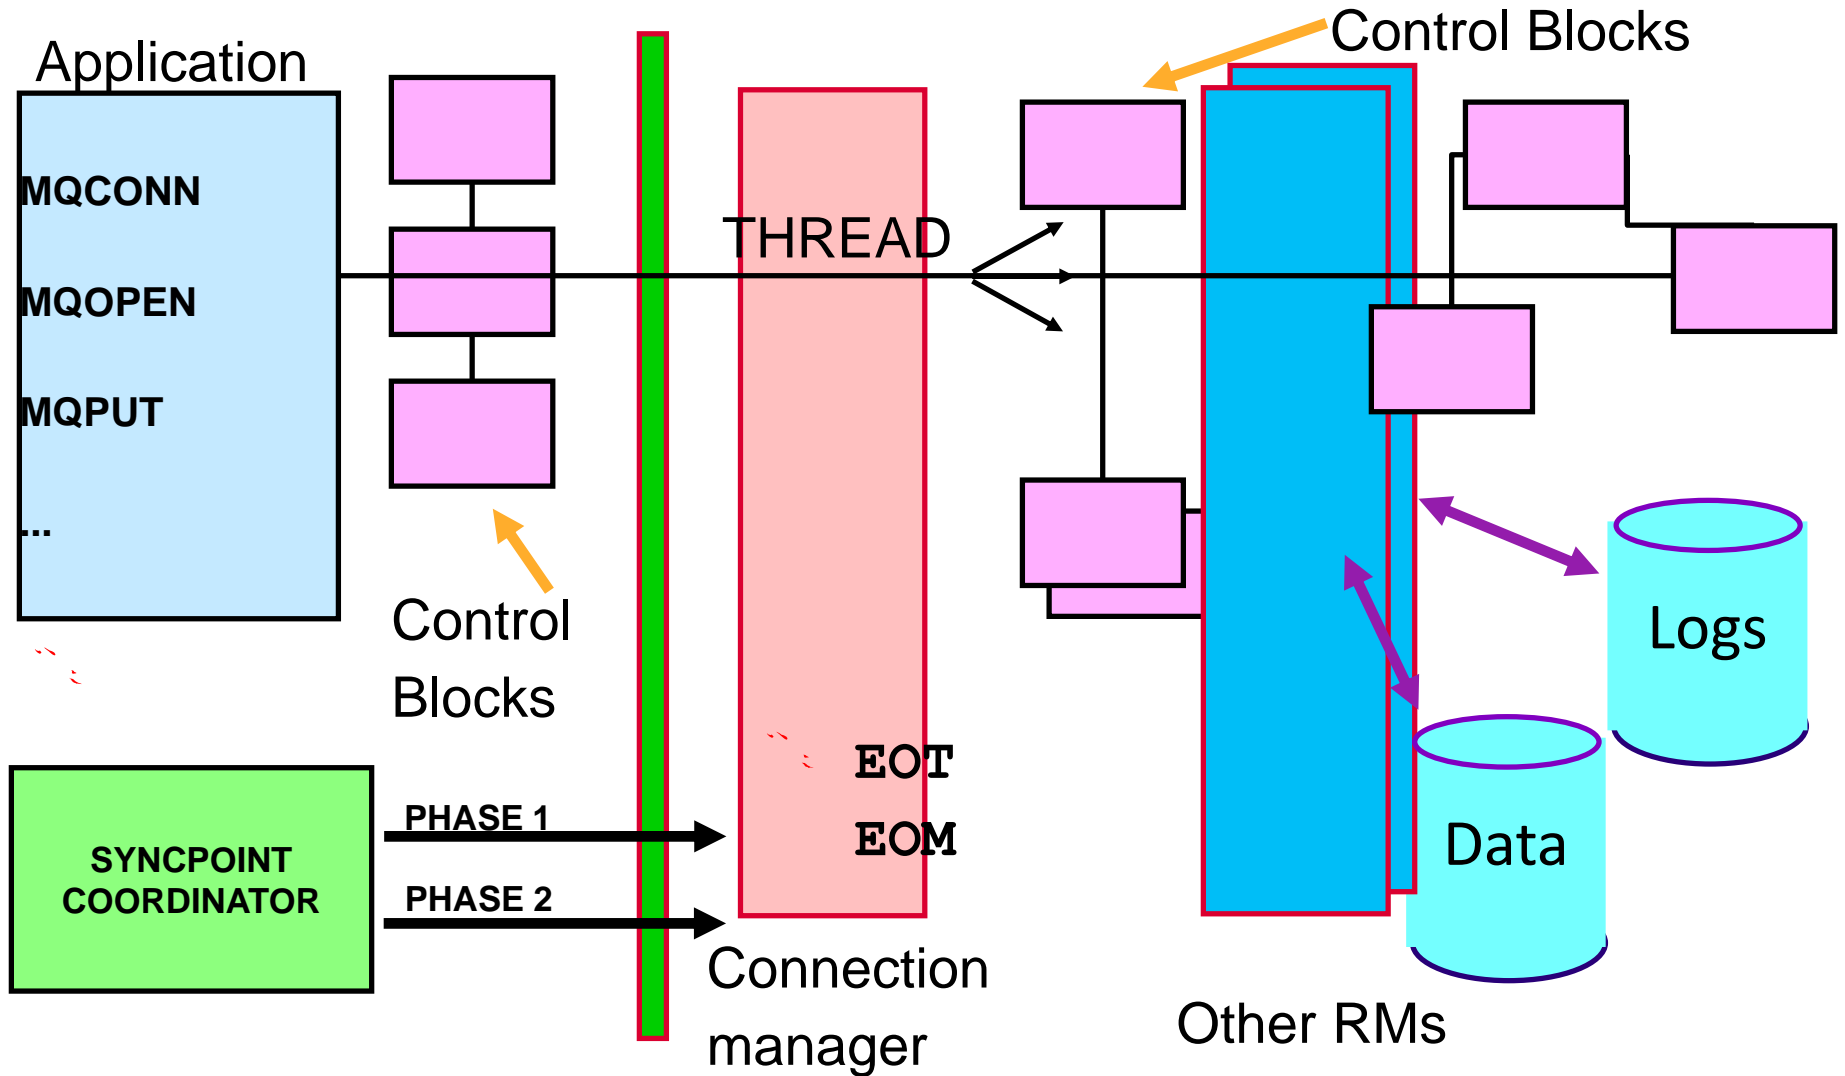 Application
MQCONN
MQOPEN
MQPUT
...
Control
Blocks
SYNCPOINT
COORDINATOR
PHASE 1
PHASE 2
THREAD
EOT
EOM
Connection
manager
Control Blocks
Other RMs
Logs
Data